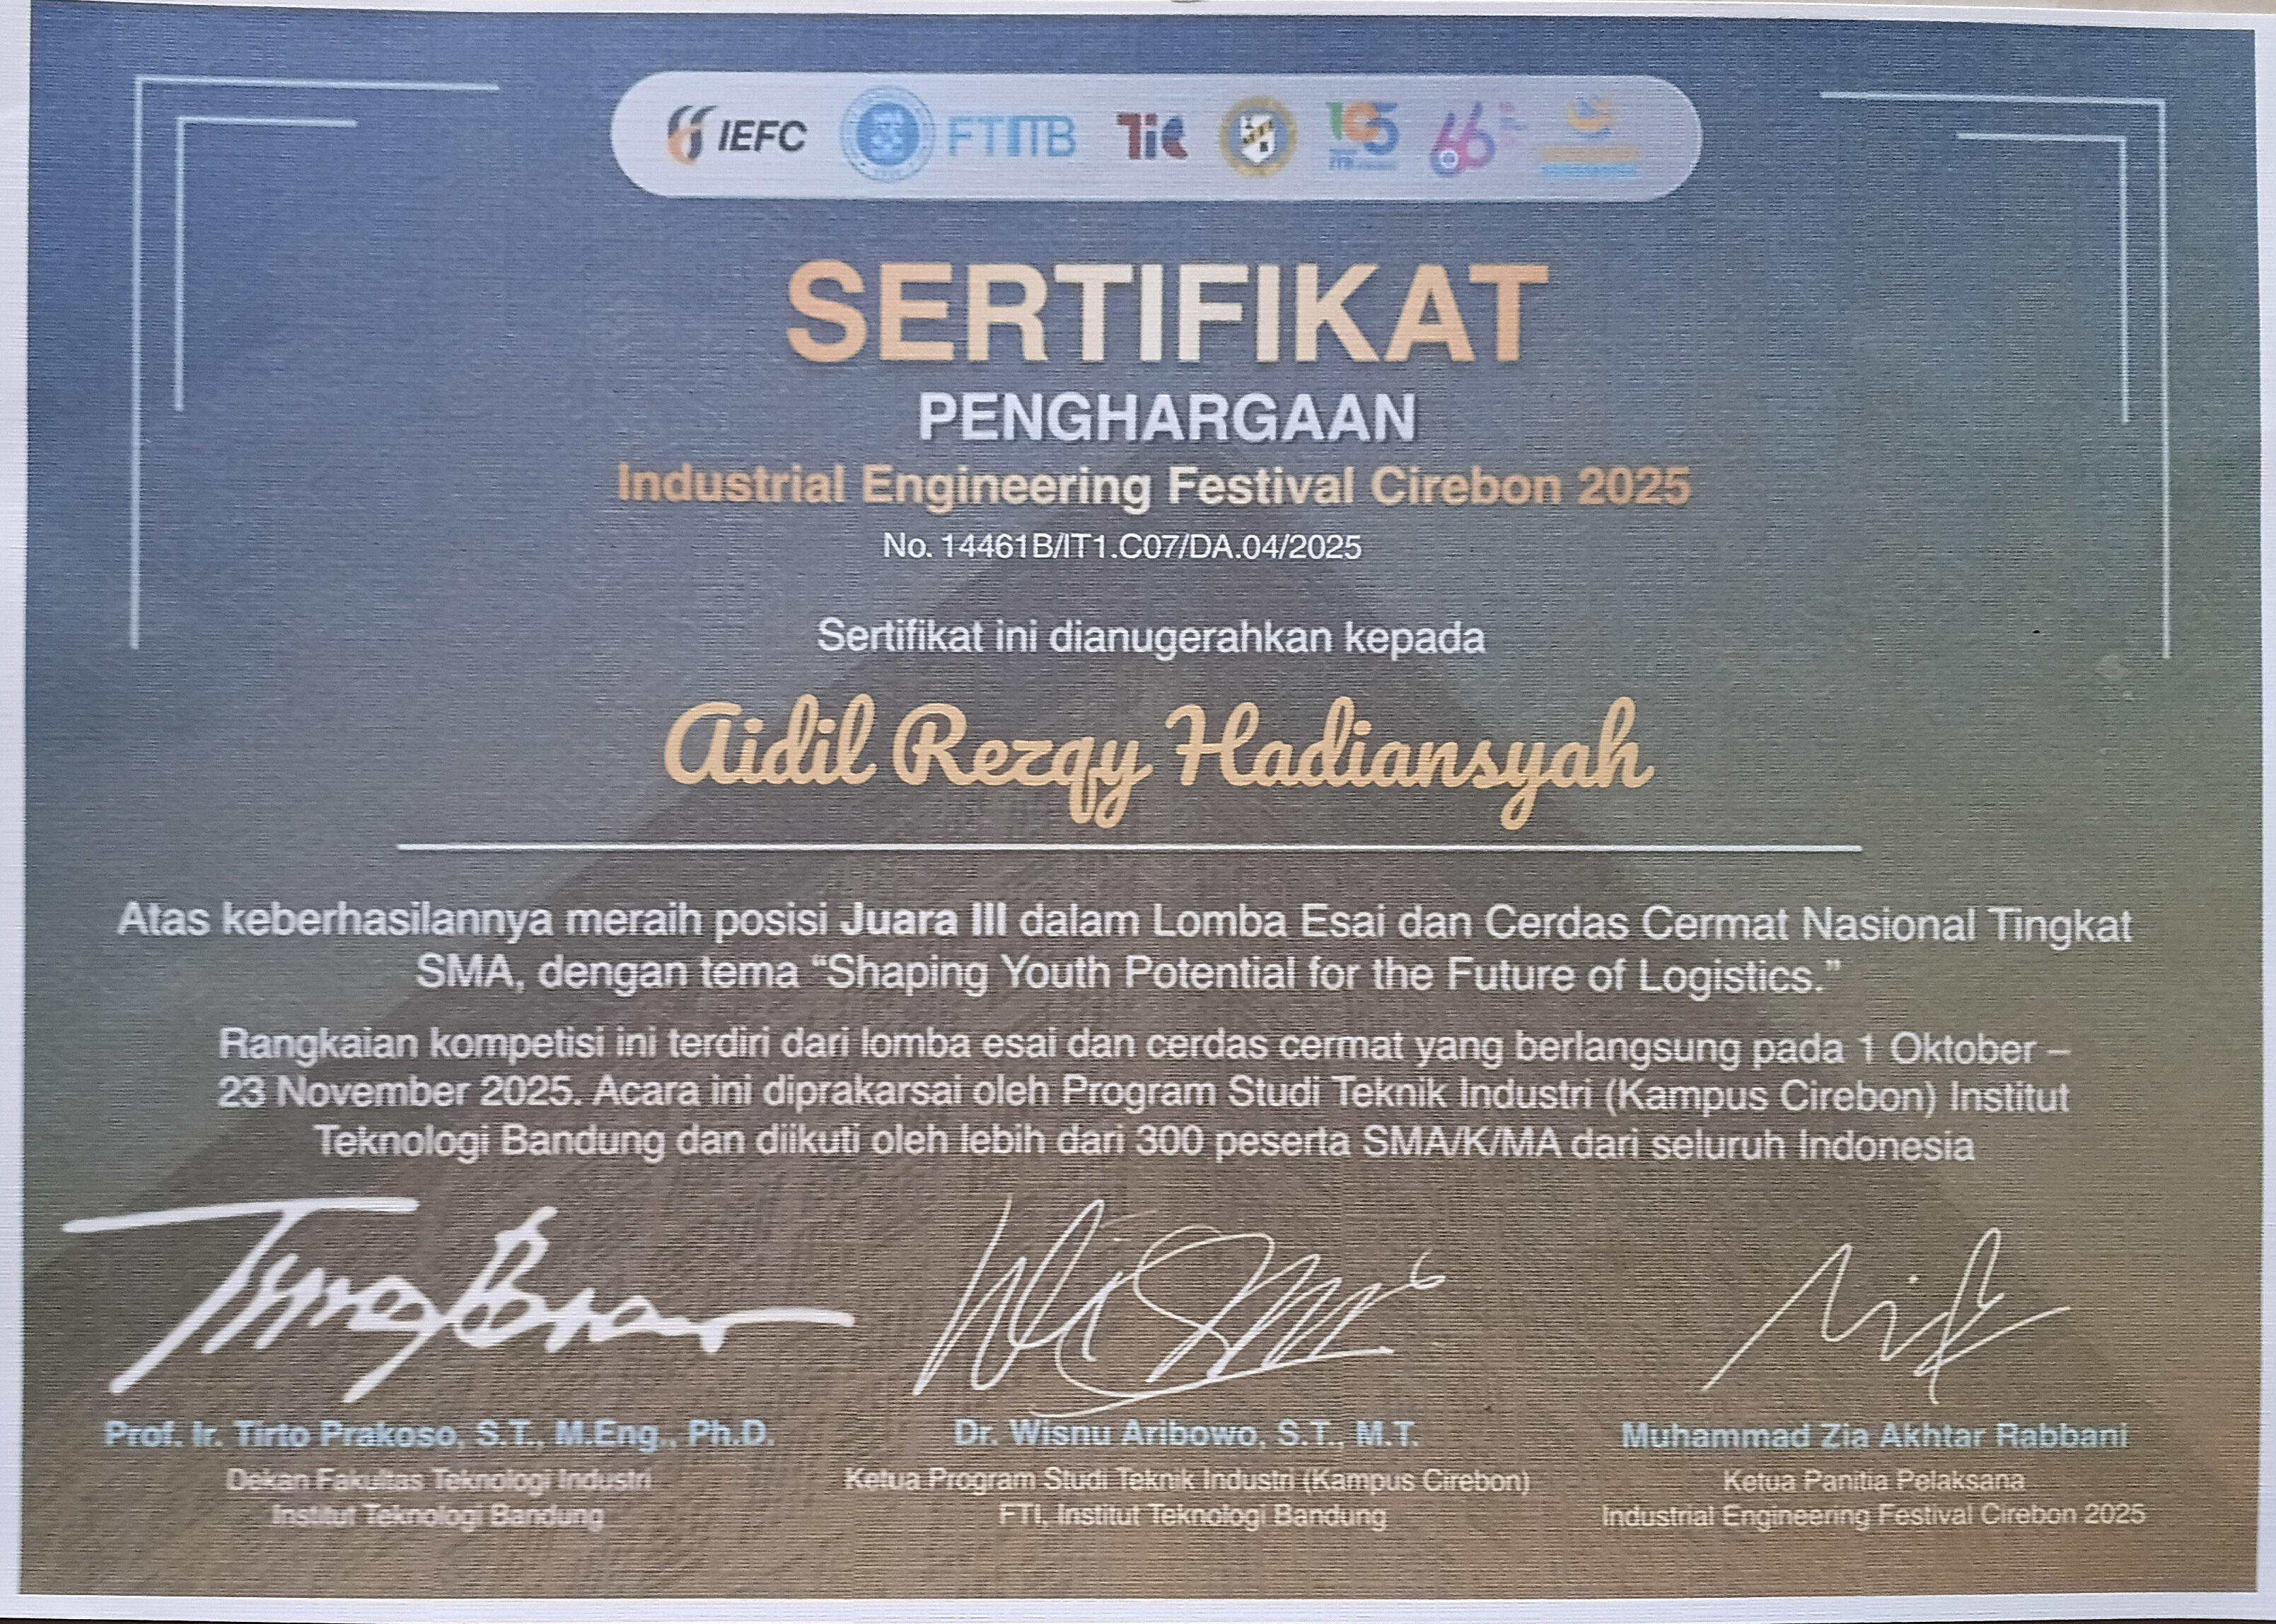 IEFC FTI ITB TIC 105 66
SERTIFIKAT
PENGHARGAAN
Industrial Engineering Festival Cirebon 2025
No. 14461B/IT1.C07/DA.04/2025
Sertifikat ini dianugerahkan kepada
Aidil Rezqy Hadiansyah
Atas keberhasilannya meraih posisi Juara III dalam Lomba Esai dan Cerdas Cermat Nasional Tingkat
SMA, dengan tema “Shaping Youth Potential for the Future of Logistics.”
Rangkaian kompetisi ini terdiri dari lomba esai dan cerdas cermat yang berlangsung pada 1 Oktober –
23 November 2025. Acara ini diprakarsai oleh Program Studi Teknik Industri (Kampus Cirebon) Institut
Teknologi Bandung dan diikuti oleh lebih dari 300 peserta SMA/K/MA dari seluruh Indonesia
Prof. Ir. Tirto Prakoso, S.T., M.Eng., Ph.D.
Dekan Fakultas Teknologi Industri
Institut Teknologi Bandung
Dr. Wisnu Aribowo, S.T., M.T.
Ketua Program Studi Teknik Industri (Kampus Cirebon)
FTI, Institut Teknologi Bandung
Muhammad Zia Akhtar Rabbani
Ketua Panitia Pelaksana
Industrial Engineering Festival Cirebon 2025